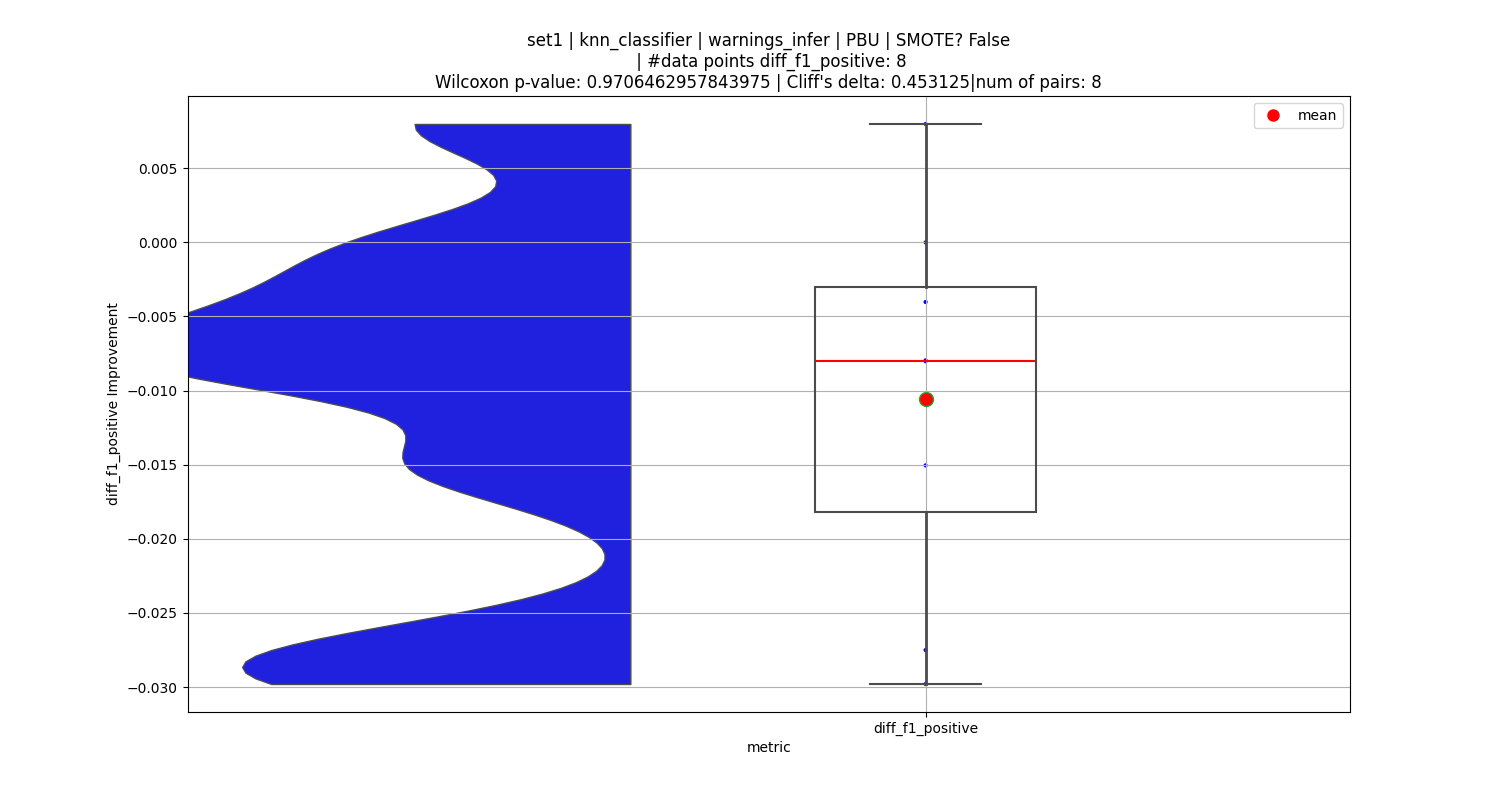 set1 | knn_classifier | warnings_infer | PBU | SMOTE? False
| #data points diff_f1_positive: 8
Wilcoxon p-value: 0.9706462957843975 | Cliff's delta: 0.453125|num of pairs: 8
mean
0.005
0.000
−0.005
−0.010
−0.015
−0.020
−0.025
−0.030
diff_f1_positive Improvement
diff_f1_positive
metric